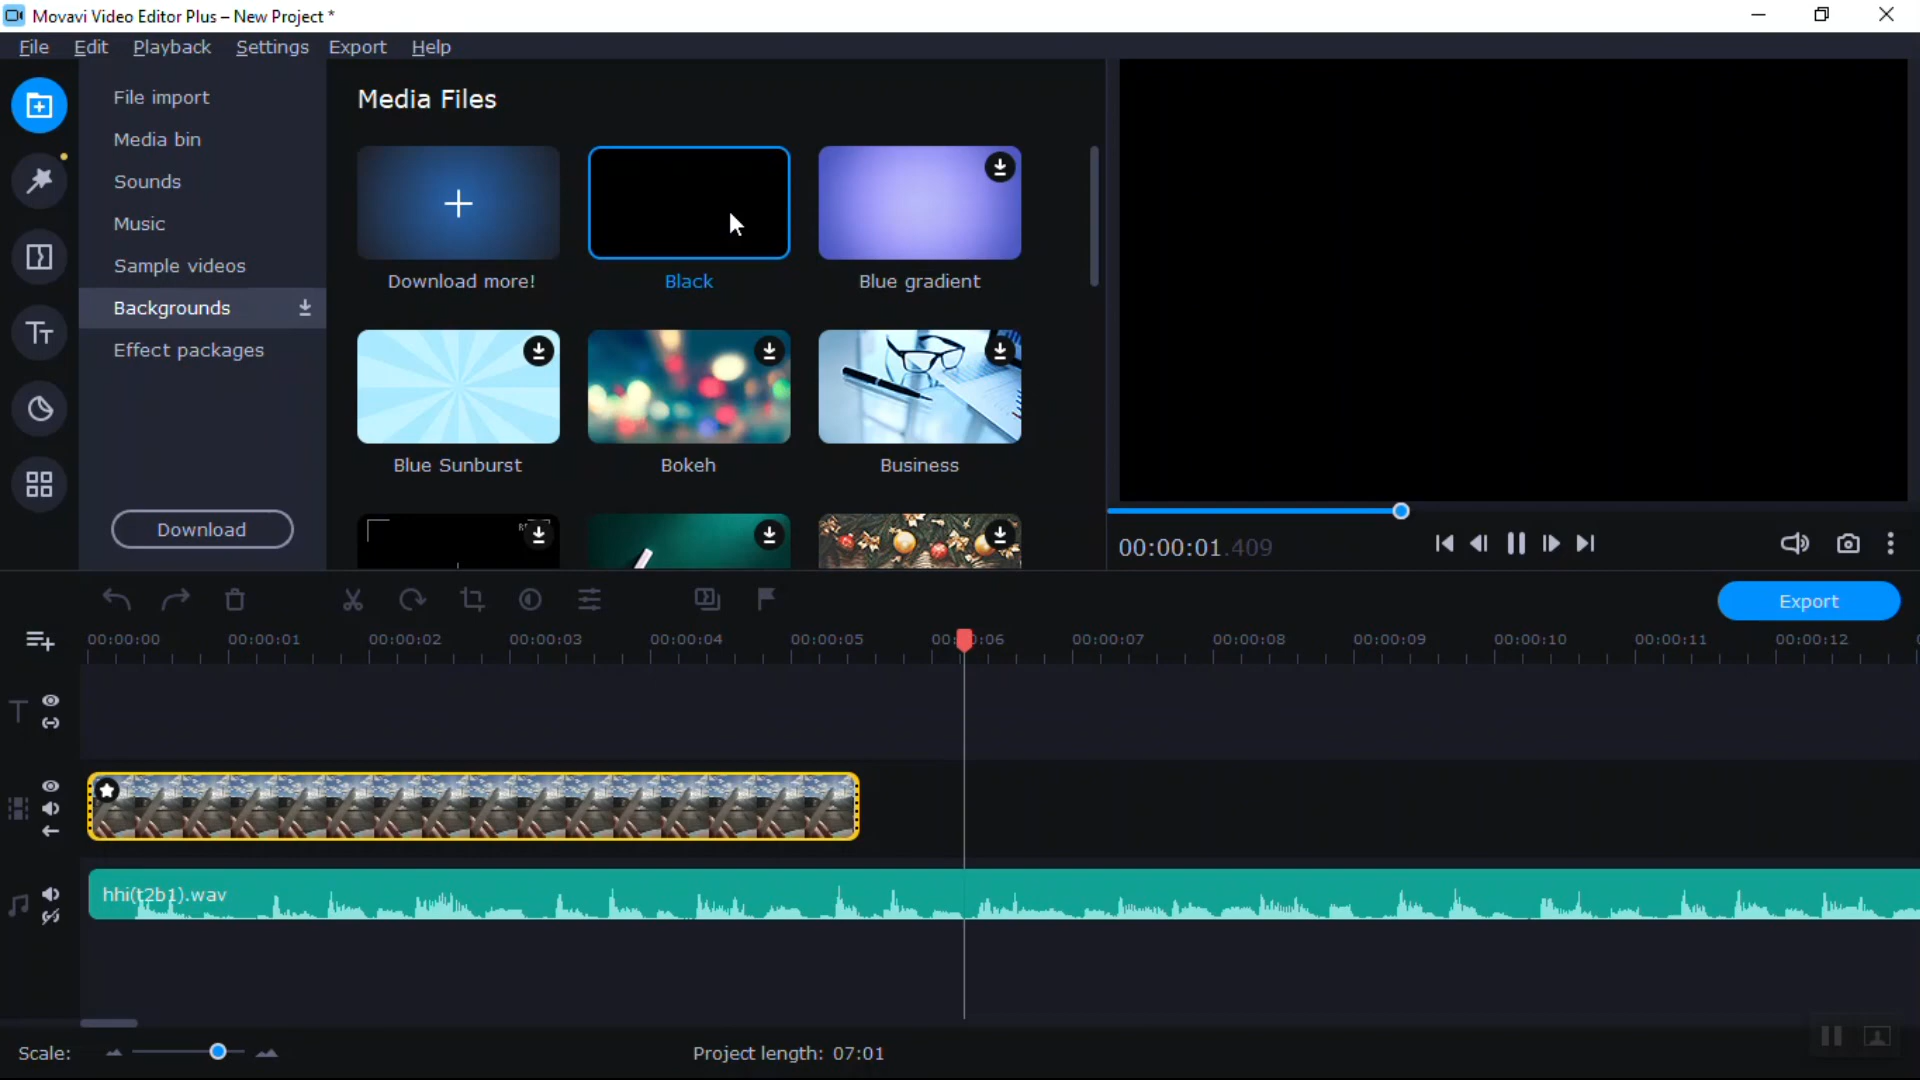 Movavi Video Editor Plus – New Project *
File Edit Playback Settings Export Help
File import
Media bin
Sounds
Music
Sample videos
Backgrounds
Effect packages
Download
Media Files
Download more!
Black
Blue gradient
Blue Sunburst
Bokeh
Business
00:00:01.409
Export
00:00:00 00:00:01 00:00:02 00:00:03 00:00:04 00:00:05 00:00:06 00:00:07 00:00:08 00:00:09 00:00:10 00:00:11 00:00:12
hhi(t2b1).wav
Scale:
Project length: 07:01